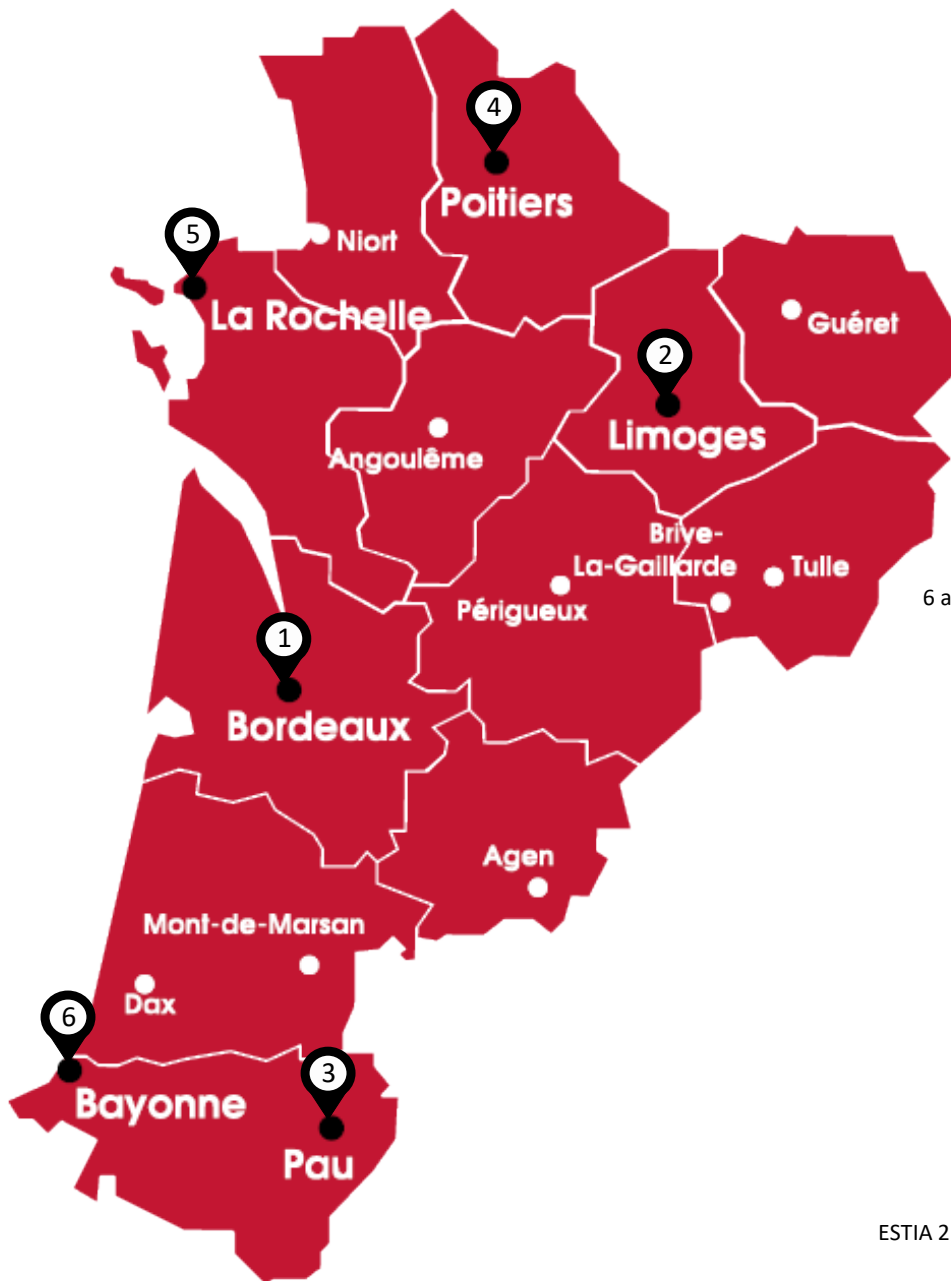 4
Poitiers
5
Niort
La Rochelle
Guéret
2
Limoges
Angoulême
Brive-
La-Gaillarde
Tulle
Périgueux
6 a
1
Bordeaux
Agen
Mont-de-Marsan
Dax
6
Bayonne
3
Pau
ESTIA 2